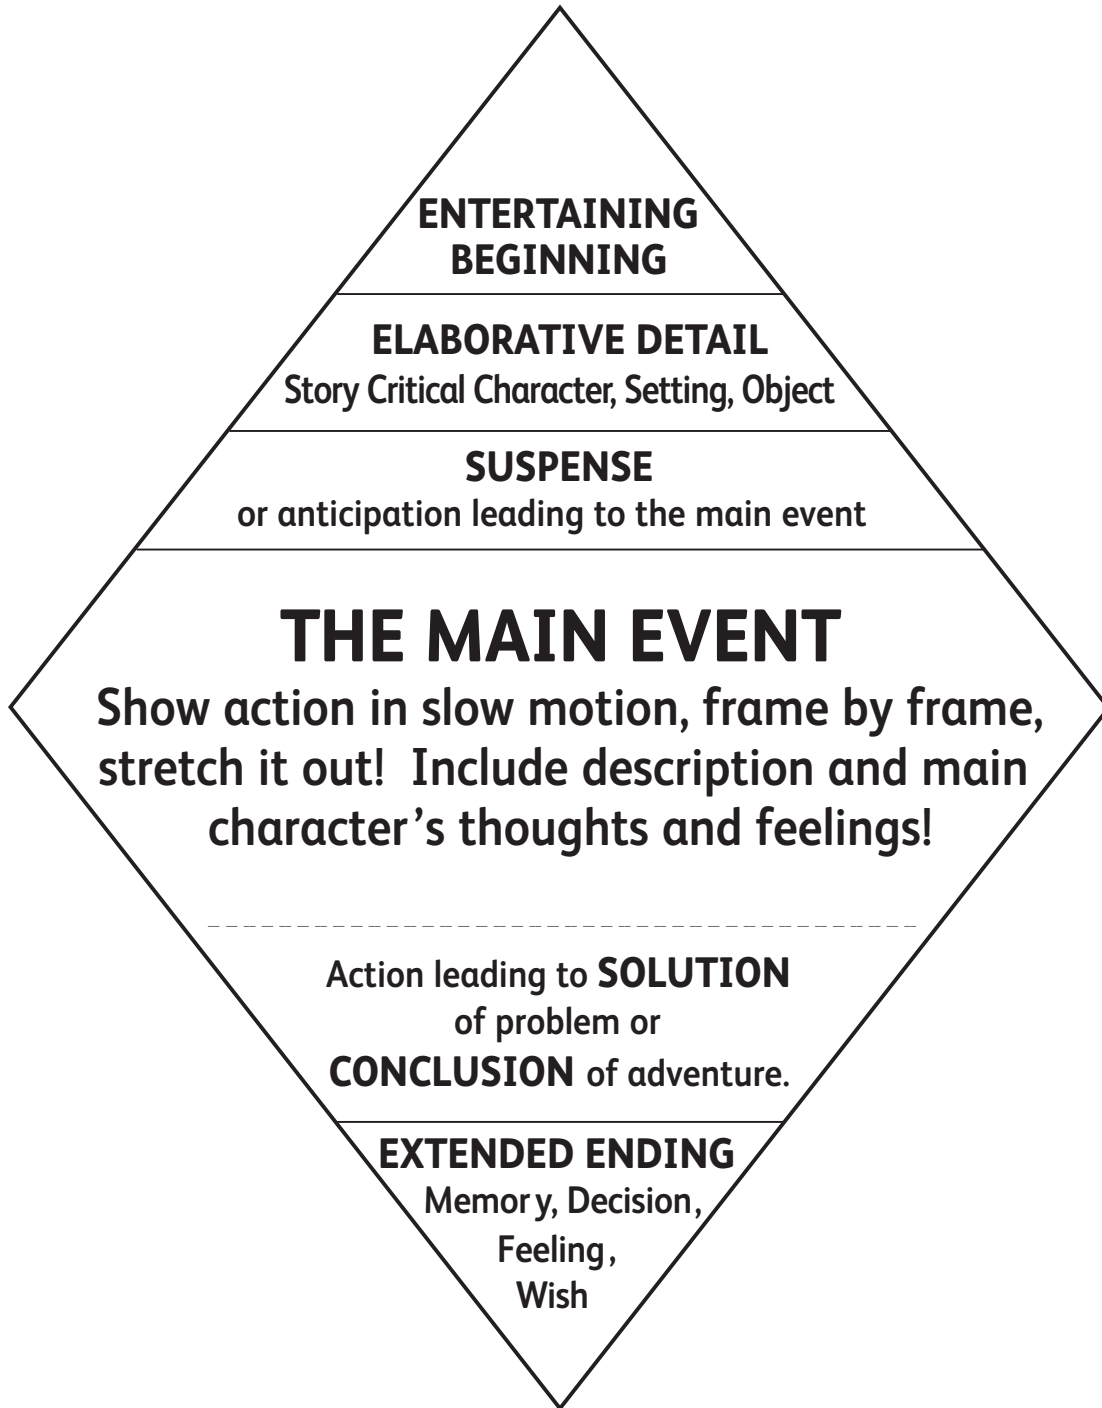 ENTERTAINING
BEGINNING
ELABORATIVE DETAIL
Story Critical Character, Setting, Object
SUSPENSE
or anticipation leading to the main event
THE MAIN EVENT
Show action in slow motion, frame by frame,
stretch it out! Include description and main
character's thoughts and feelings!
Action leading to SOLUTION
of problem or
CONCLUSION of adventure.
EXTENDED ENDING
Memory, Decision,
Feeling,
Wish